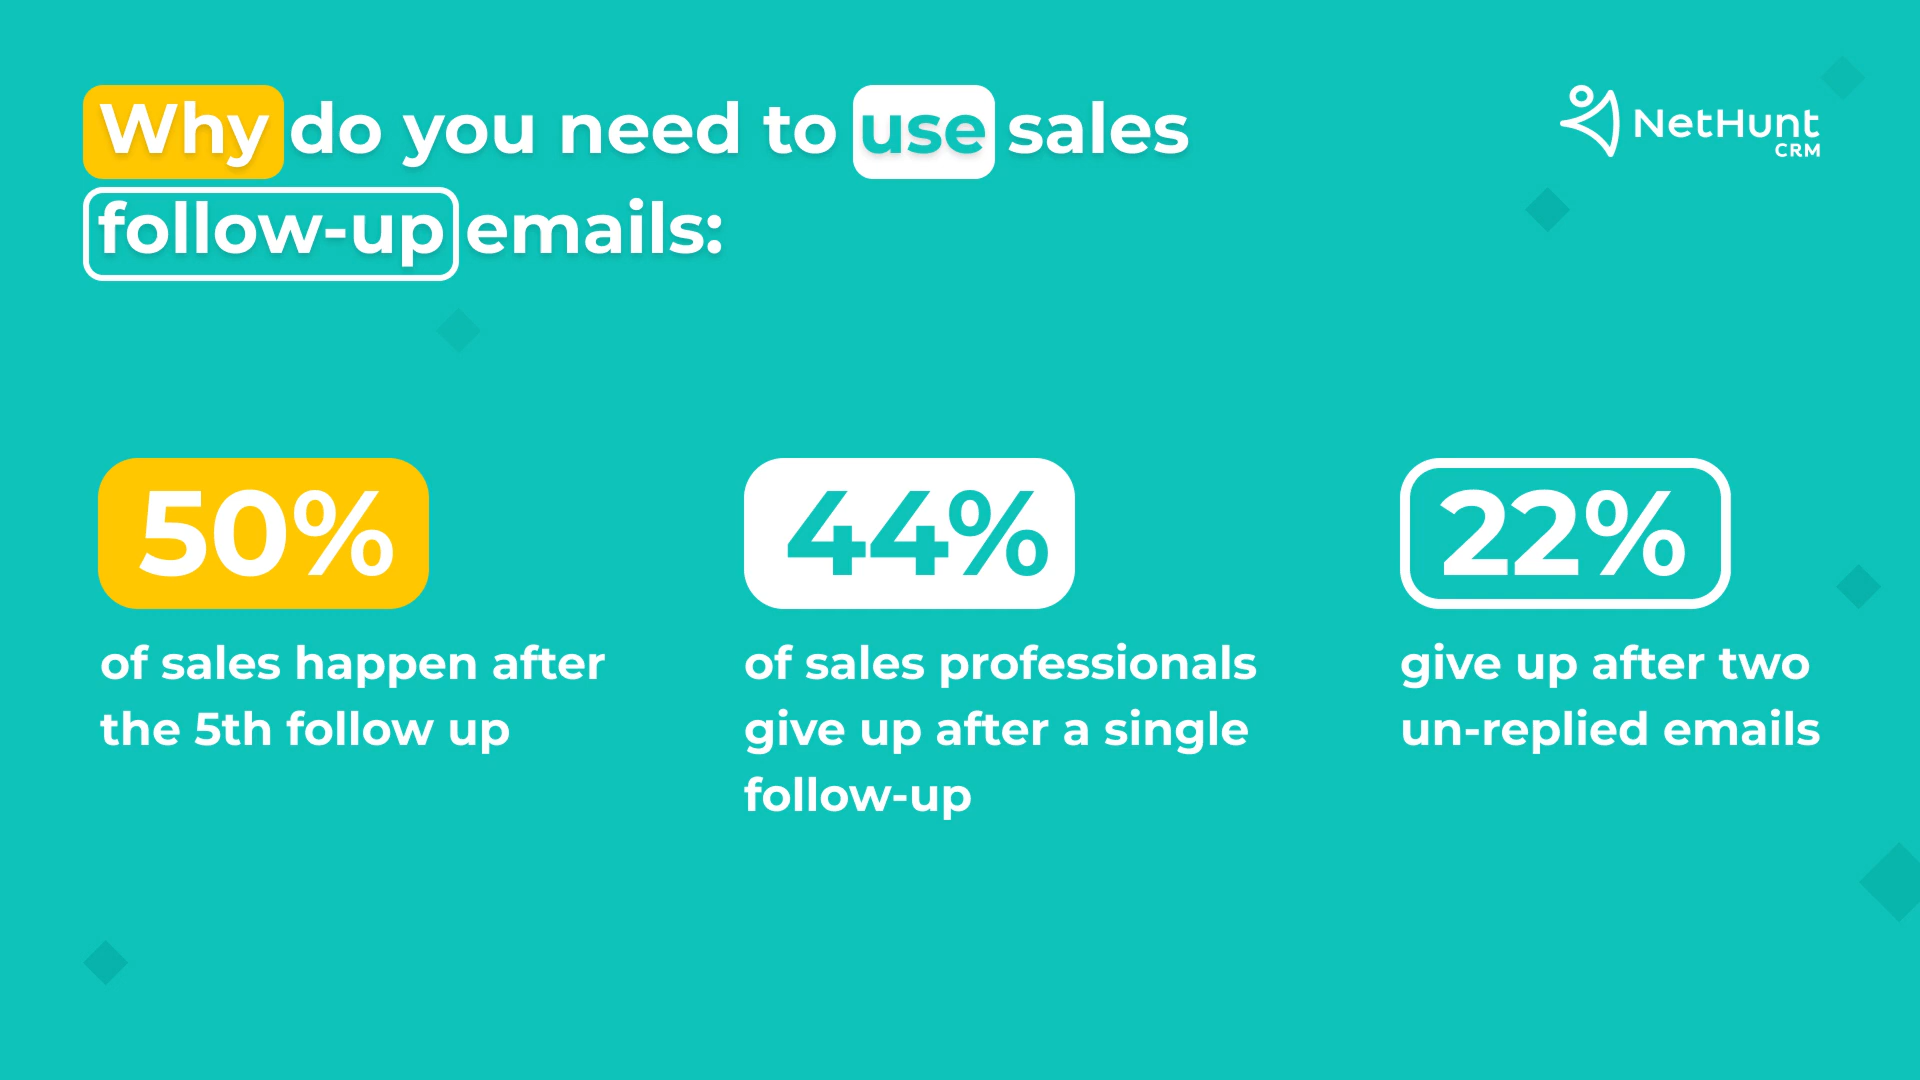 Why do you need to use sales
follow-up emails:
NetHunt
CRM
50%
of sales happen after
the 5th follow up
44%
of sales professionals
give up after a single
follow-up
22%
give up after two
un-replied emails